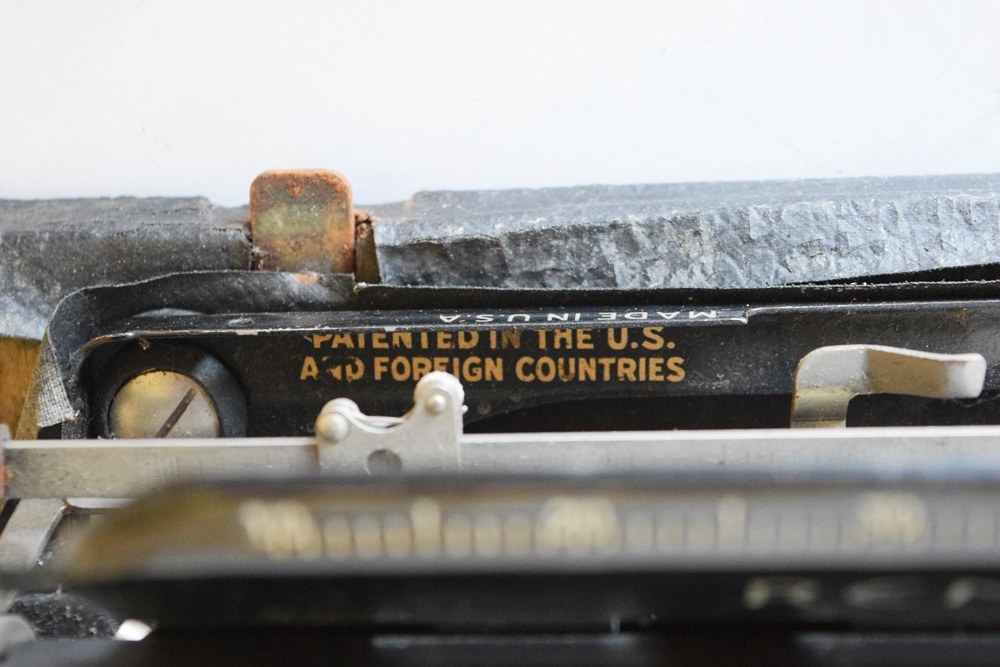 MADE IN U.S.A
PATENTED IN THE U.S.
AND FOREIGN COUNTRIES